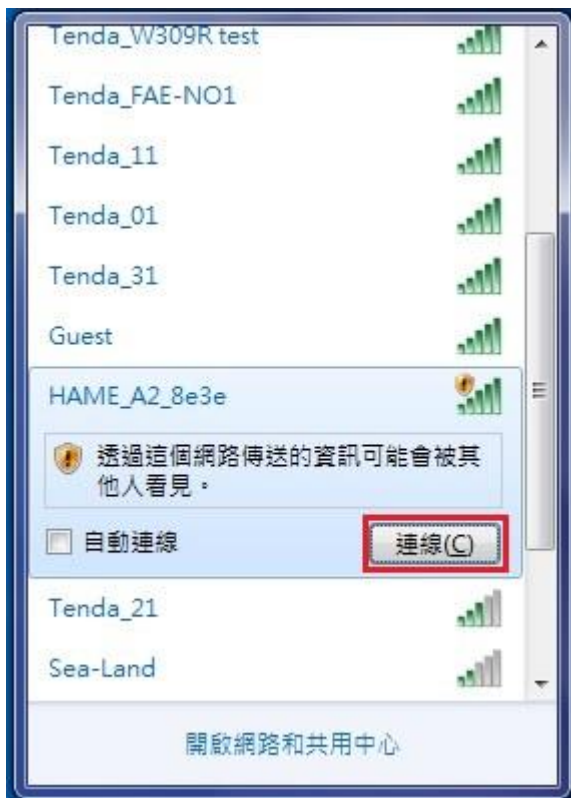 Tenda_W309R test
Tenda_FAE-NO1
Tenda_11
Tenda_01
Tenda_31
Guest
HAME_A2_8e3e
透過這個網路傳送的資訊可能會被其
他人看見。
自動連線
連線(C)
Tenda_21
Sea-Land
開啟網路和共用中心